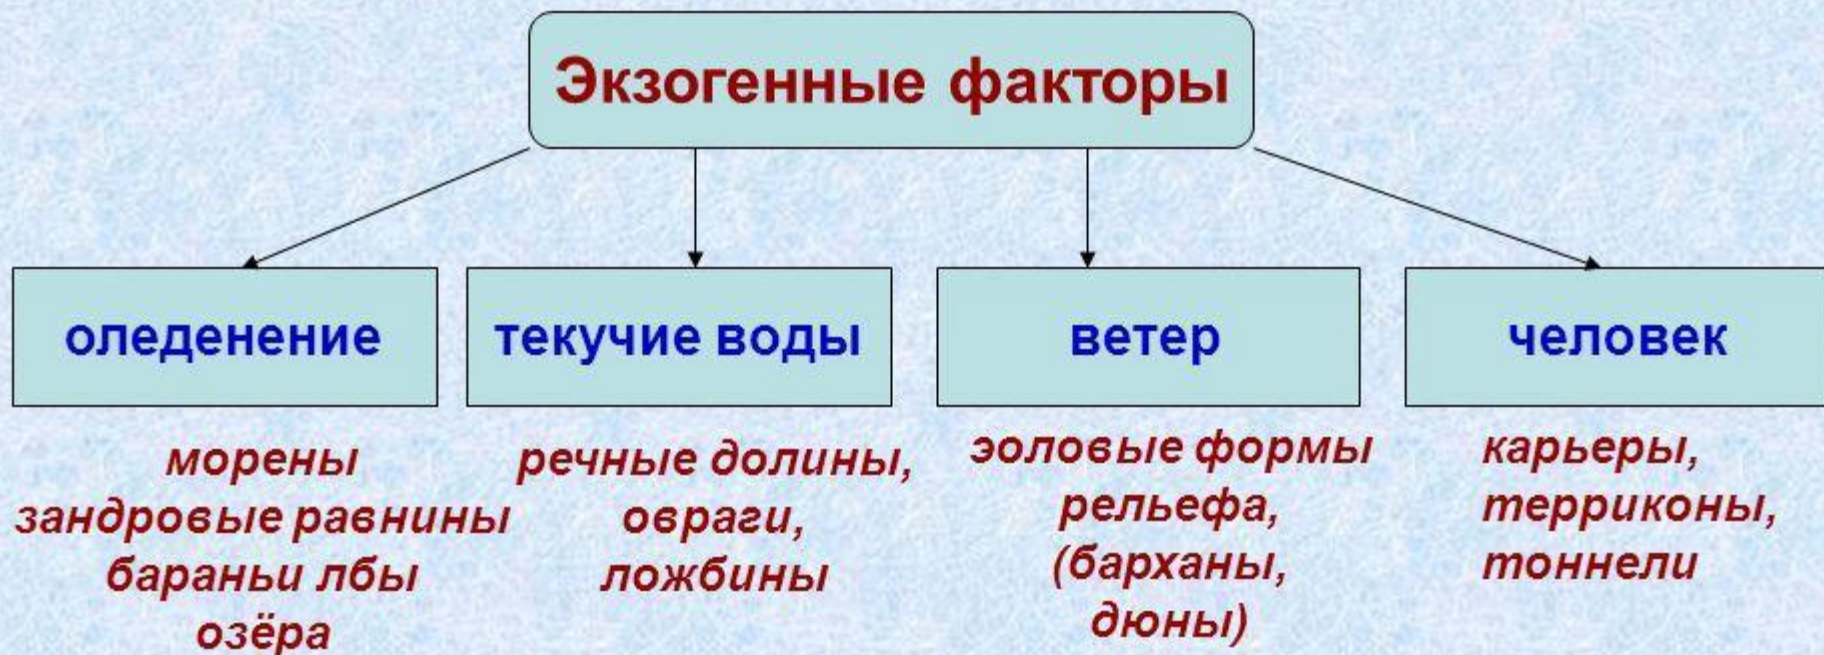 Экзогенные факторы
оледенение
морены
зандровые равнины
бараньи лбы
озёра
текучие воды
речные долины,
овраги,
ложбины
ветер
эоловые формы
рельефа,
(барханы,
дюны)
человек
карьеры,
терриконы,
тоннели